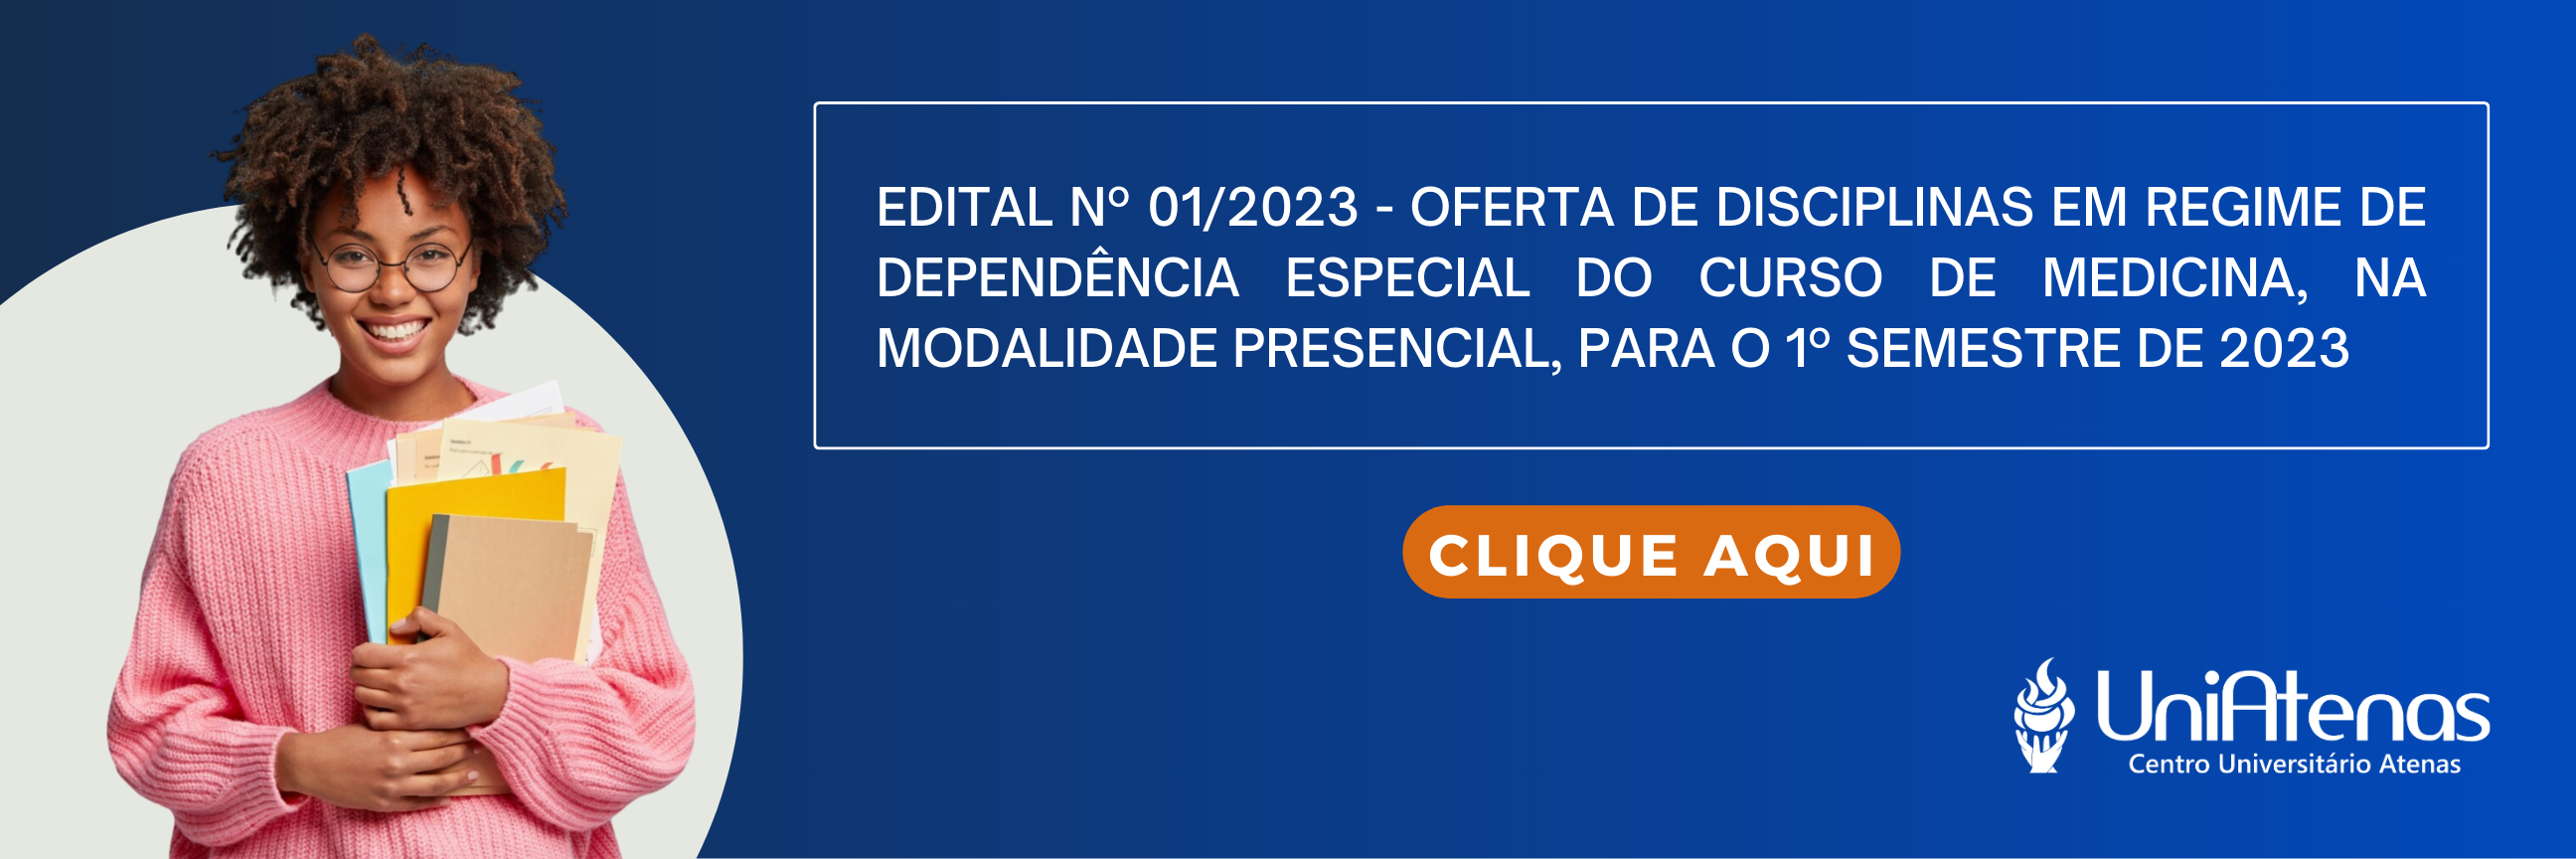 EDITAL Nº 01/2023 - OFERTA DE DISCIPLINAS EM REGIME DE
DEPENDÊNCIA ESPECIAL DO CURSO DE MEDICINA, NA
MODALIDADE PRESENCIAL, PARA O 1º SEMESTRE DE 2023
CLIQUE AQUI
UniAtenas
Centro Universitário Atenas